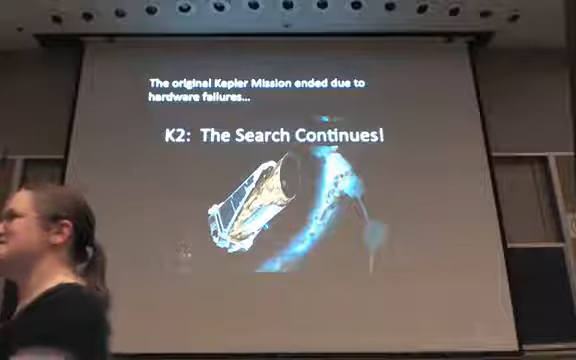 The original Kepler Mission ended due to
hardware failures...
K2: The Search Continues!